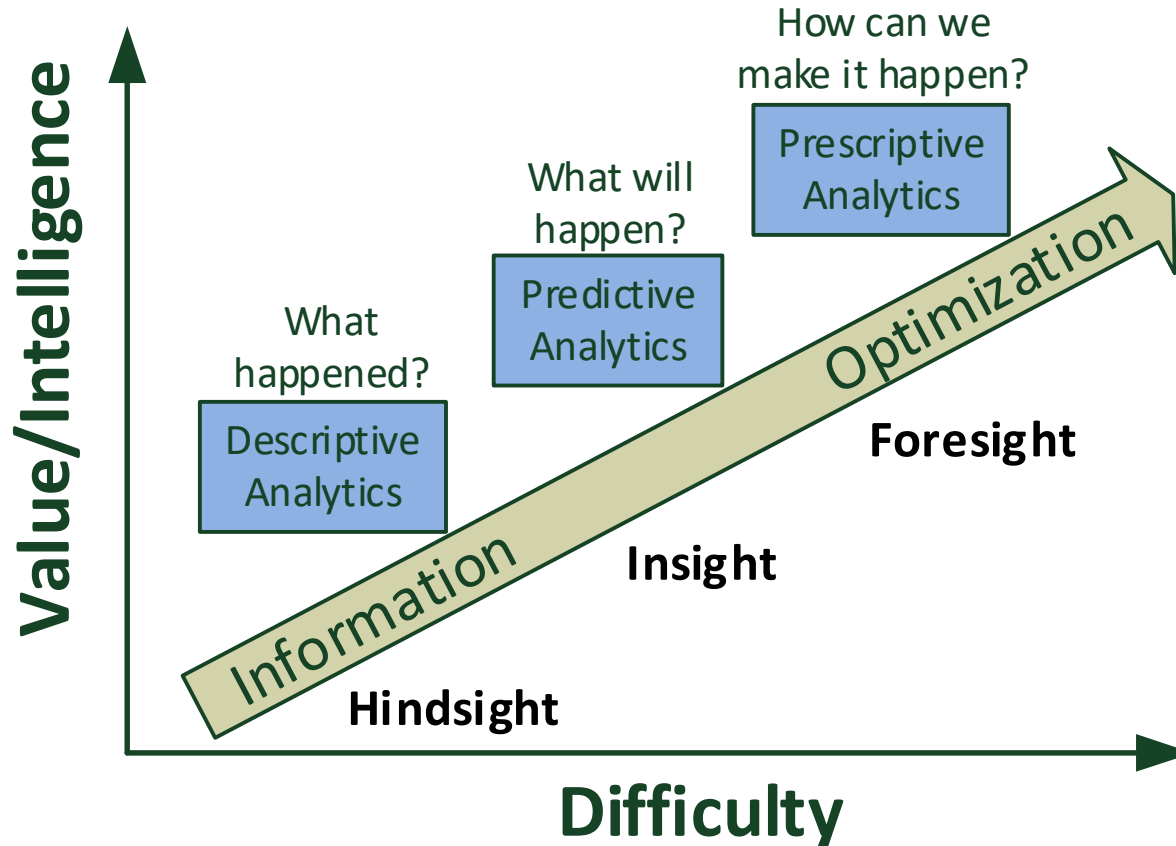 How can we
make it happen?
Prescriptive
Analytics
What will
happen?
Predictive
Analytics
What
happened?
Descriptive
Analytics
Value/Intelligence
Information
Optimization
Foresight
Insight
Hindsight
Difficulty